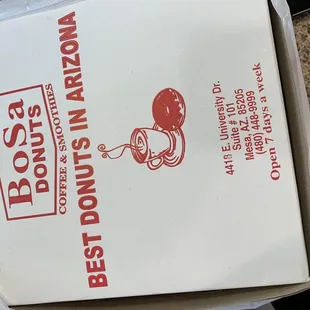 BoSa
DONUTS
COFFEE & SMOOTHIES
BEST DONUTS IN ARIZONA
4418 E. University Dr.
Suite # 101
Mesa, AZ. 85205
(480) 448-9999
Open 7 days a week